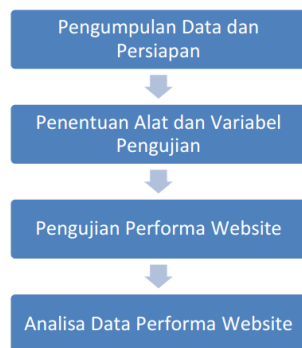 Pengumpulan Data dan
Persiapan
Penentuan Alat dan Variabel
Pengujian
Pengujian Performa Website
Analisa Data Performa Website